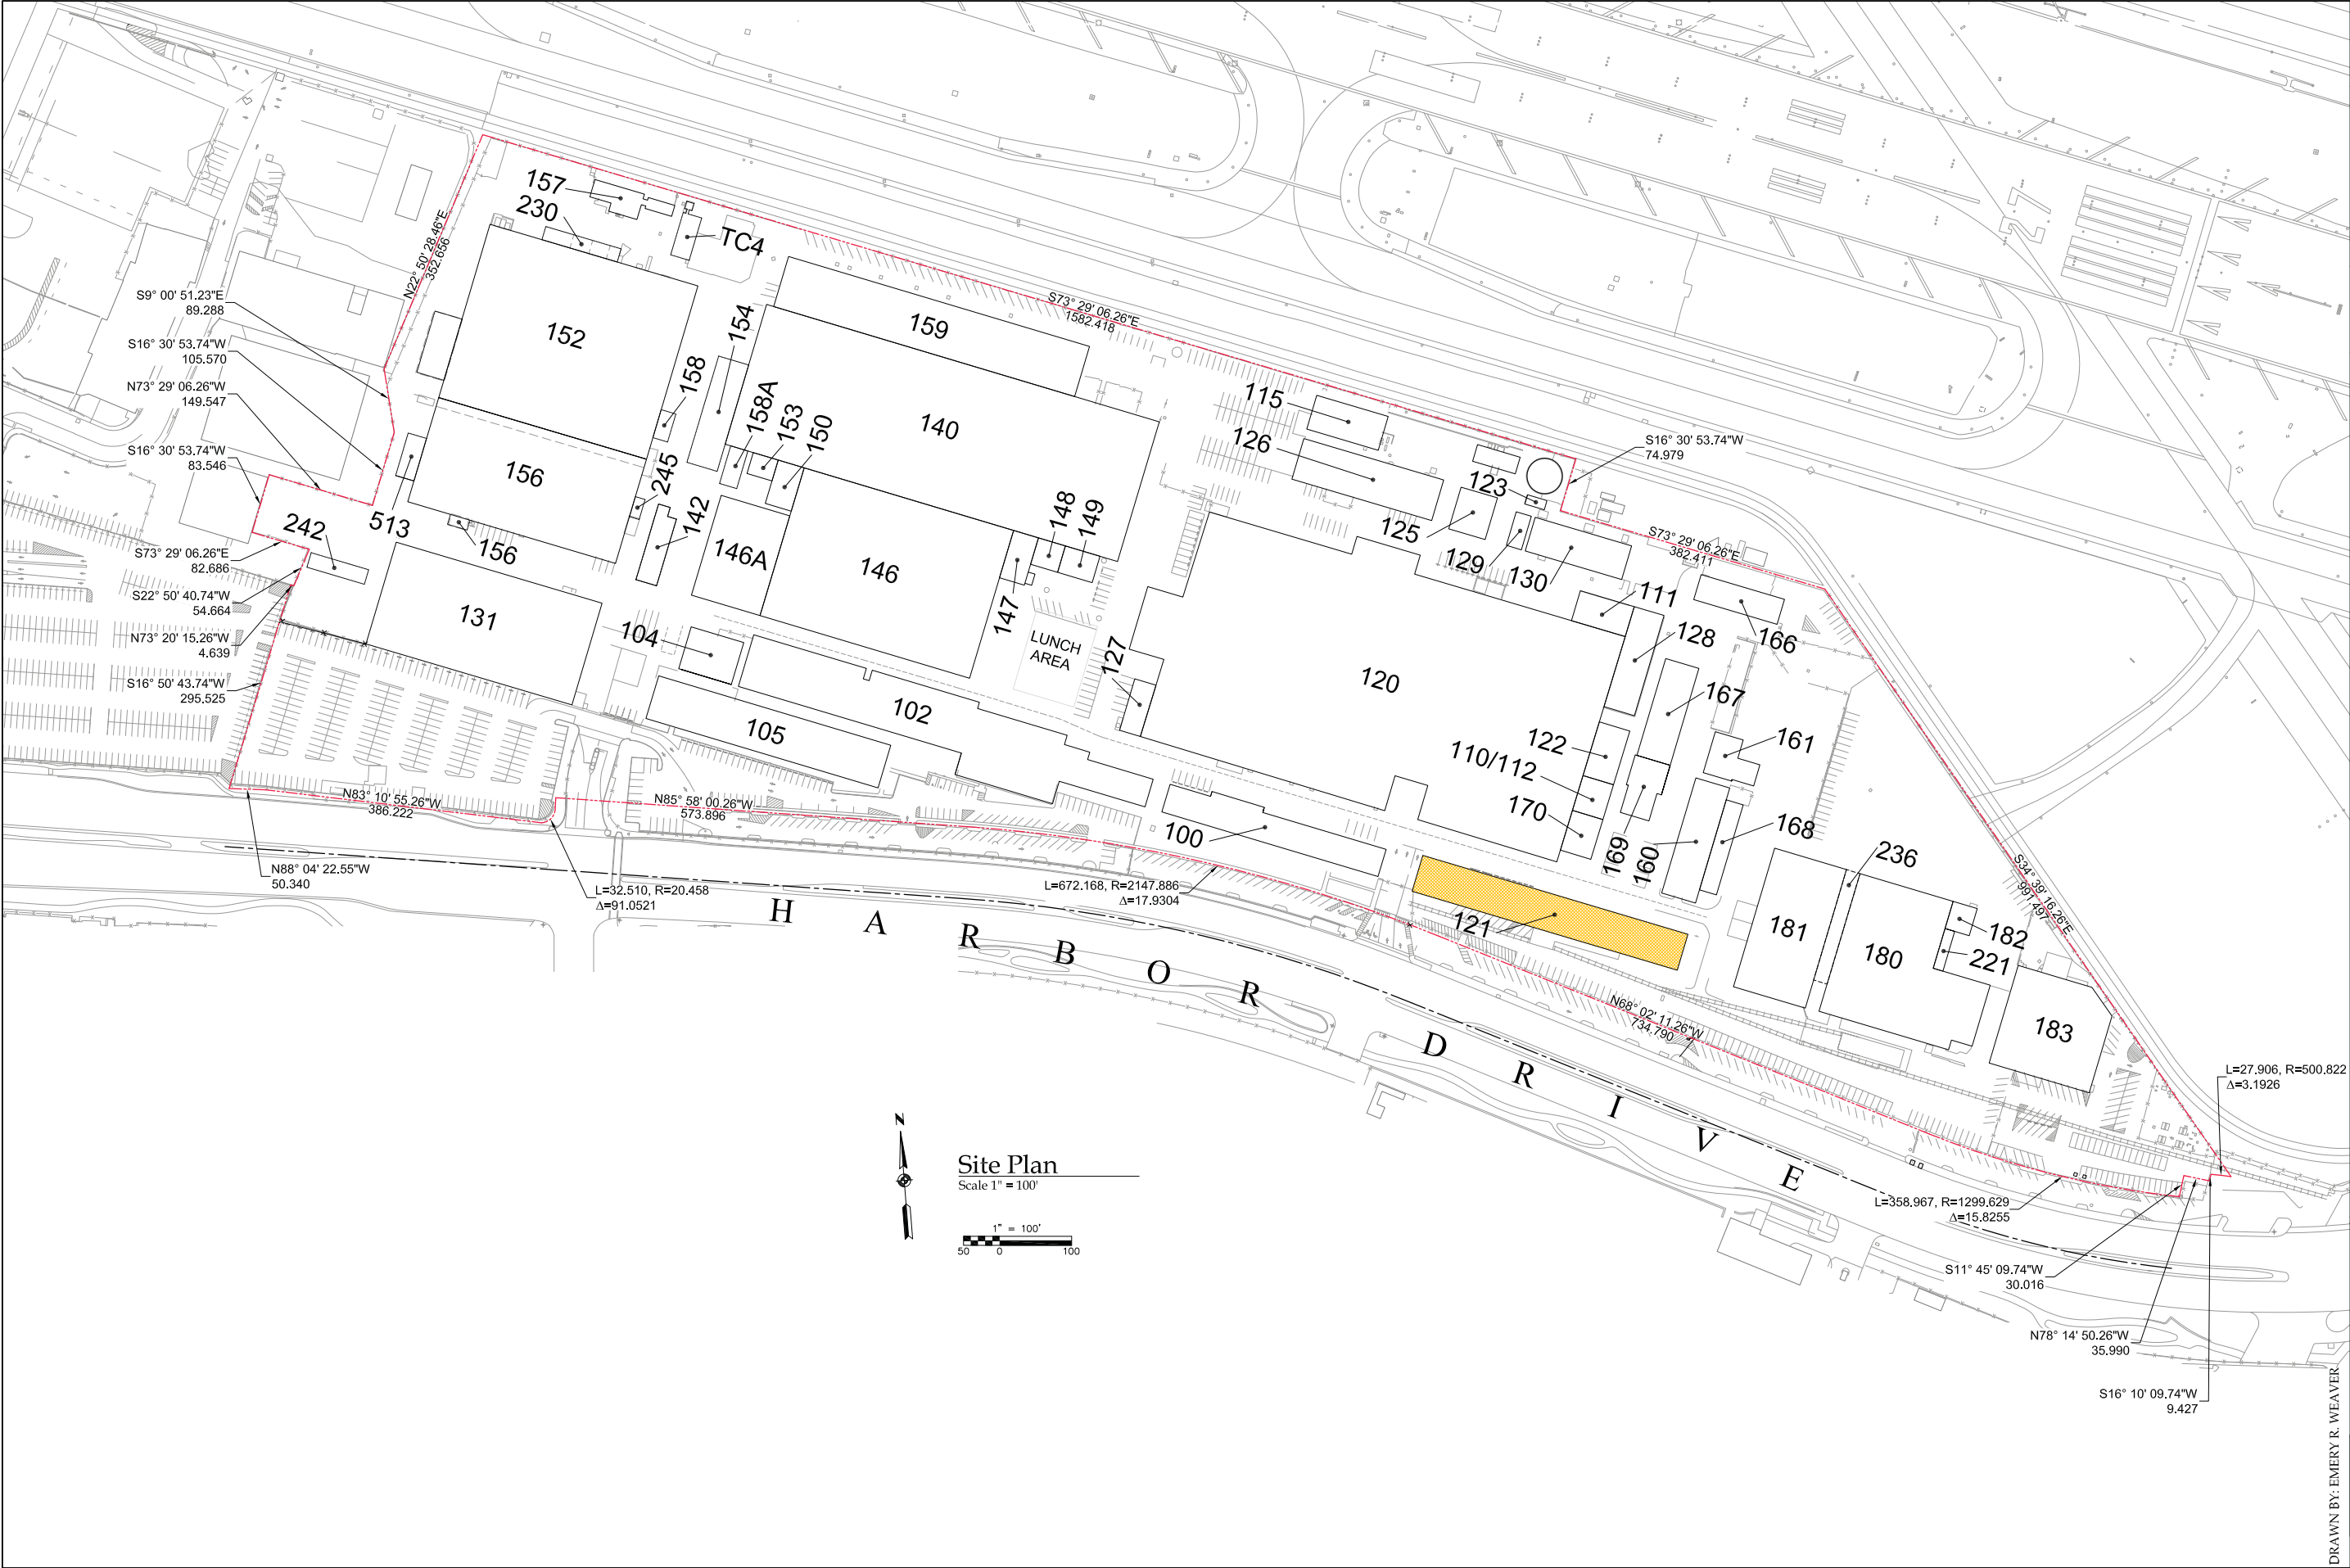 157
230
TC4
N22° 50' 28.46"E
352.656
S9° 00' 51.23"E
89.288
S16° 30' 53.74"W
105.570
N73° 29' 06.26"W
149.547
S16° 30' 53.74"W
83.546
S73° 29' 06.26"E
82.686
S22° 50' 40.74"W
54.664
N73° 20' 15.26"W
4.639
S16° 50' 43.74"W
295.525
S73° 29' 06.26"E
1582.418
152
154
159
158
158A
153
150
140
156
245
142
513
242
156
146A
146
148
149
147
131
104
LUNCH
AREA
102
105
127
115
126
123
125
129
130
S16° 30' 53.74"W
74.979
S73° 29' 06.26"E
382.411
111
128
166
120
167
161
122
110/112
170
169
160
168
100
121
236
181
180
182
221
183
S34° 39' 16.26"E
991.497
N83° 10' 55.26"W
386.222
N85° 58' 00.26"W
573.896
N88° 04' 22.55"W
50.340
L=32.510, R=20.458
Δ=91.0521
L=672.168, R=2147.886
Δ=17.9304
N68° 02' 11.26"W
734.790
L=27.906, R=500.822
Δ=3.1926
L=358.967, R=1299.629
Δ=15.8255
S11° 45' 09.74"W
30.016
N78° 14' 50.26"W
35.990
S16° 10' 09.74"W
9.427
HARBOR DRIVE
N
Site Plan
Scale 1" = 100'
1" = 100'
50 0 100
DRAWN BY: EMERY R. WEAVER